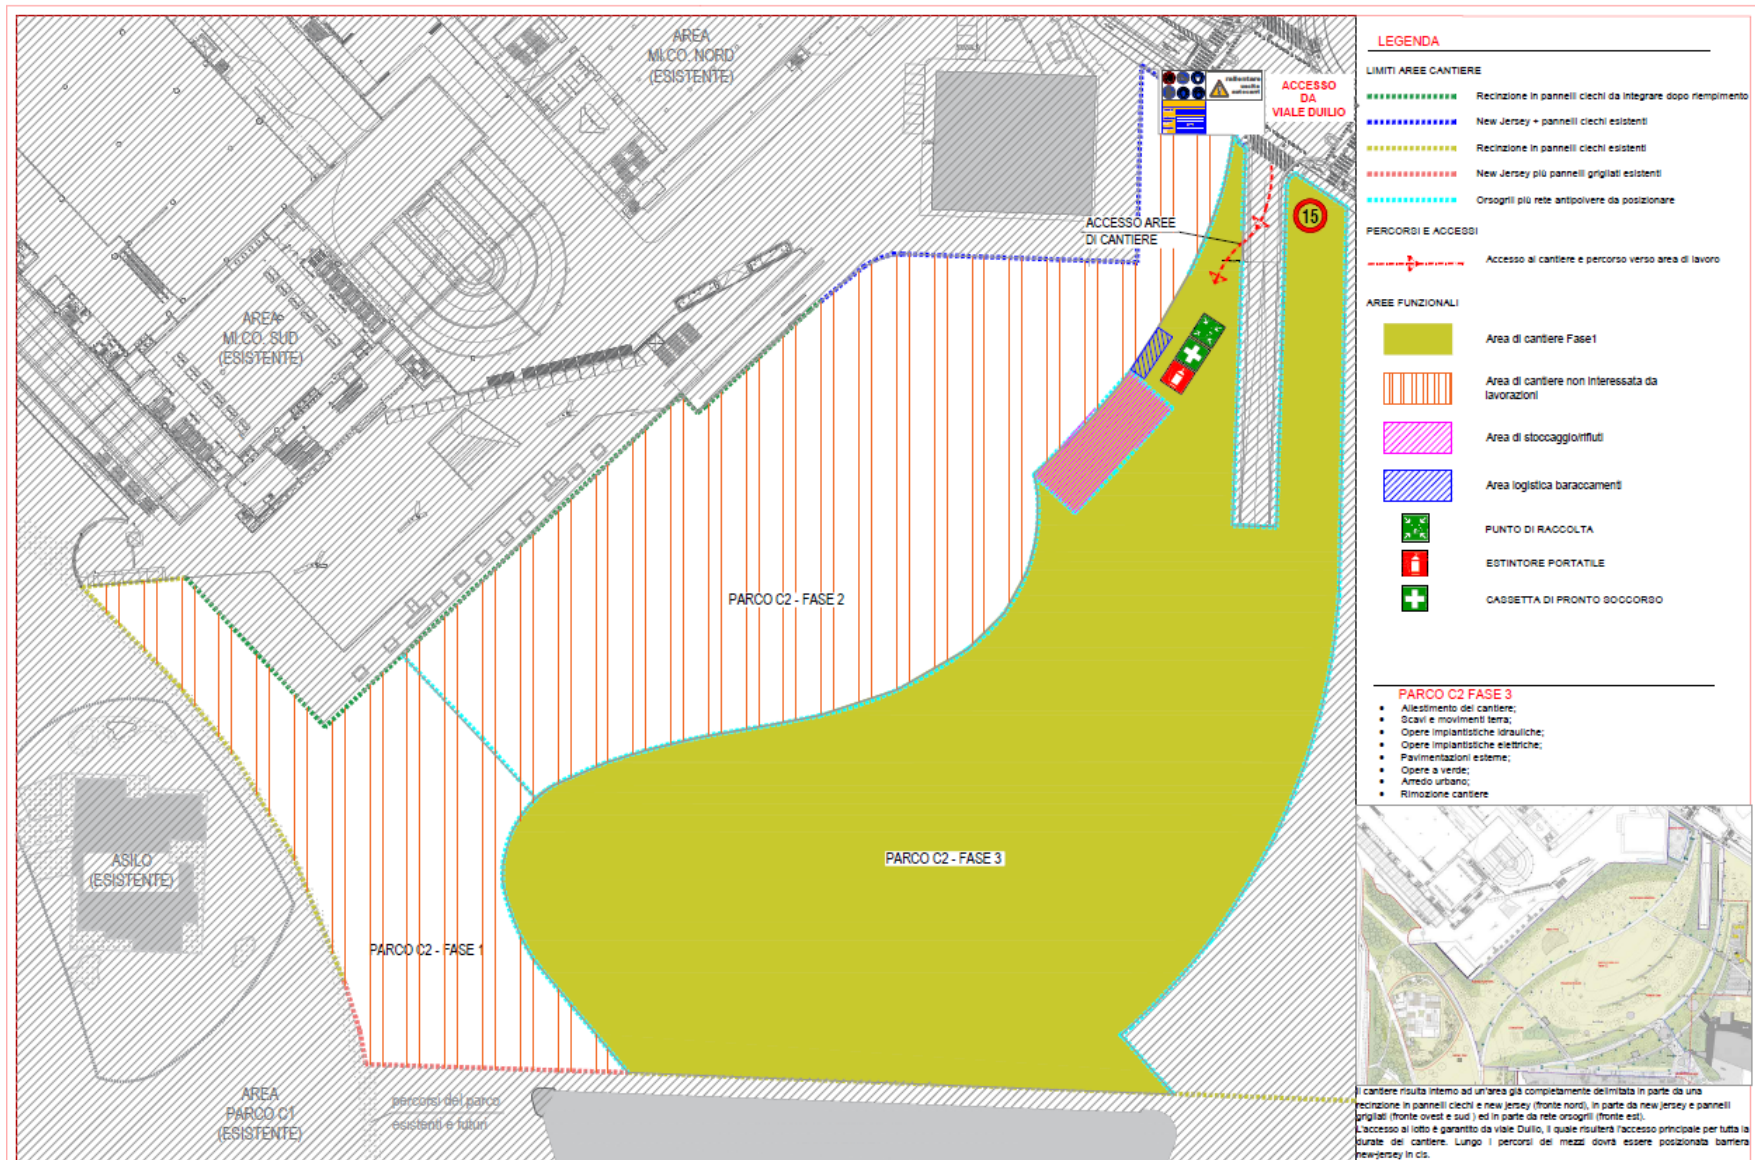 AREA
MI.CO. NORD
(ESISTENTE)
rallentare
uscita
autocarri
ACCESSO
DA
VIALE DUILIO
15
ACCESSO AREE
DI CANTIERE
AREA
MI.CO. SUD
(ESISTENTE)
PARCO C2 - FASE 2
PARCO C2 - FASE 3
PARCO C2 - FASE 1
ASILO
(ESISTENTE)
AREA
PARCO C1
(ESISTENTE)
percorsi del parco
esistenti e futuri
LEGENDA
LIMITI AREE CANTIERE
Recinzione in pannelli ciechi da integrare dopo riempimento
New Jersey + pannelli ciechi esistenti
Recinzione in pannelli ciechi esistenti
New Jersey più pannelli grigliati esistenti
Orsogrill più rete antipolvere da posizionare
PERCORSI E ACCESSI
Accesso al cantiere e percorso verso area di lavoro
AREE FUNZIONALI
Area di cantiere Fase1
Area di cantiere non interessata da
lavorazioni
Area di stoccaggio/rifiuti
Area logistica baraccamenti
PUNTO DI RACCOLTA
ESTINTORE PORTATILE
CASSETTA DI PRONTO SOCCORSO
PARCO C2 FASE 3
• Allestimento del cantiere;
• Scavi e movimenti terra;
• Opere impiantistiche idrauliche;
• Opere impiantistiche elettriche;
• Pavimentazioni esterne;
• Opere a verde;
• Arredo urbano;
• Rimozione cantiere
Il cantiere risulta interno ad un'area già completamente delimitata in parte da una
recinzione in pannelli ciechi e new jersey (fronte nord), in parte da new jersey e pannelli
grigliati (fronte ovest e sud ) ed in parte da rete orsogrill (fronte est).
L'accesso al lotto è garantito da viale Duilio, il quale risulterà l'accesso principale per tutta la
durate del cantiere. Lungo i percorsi dei mezzi dovrà essere posizionata barriera
new-jersey in cls.